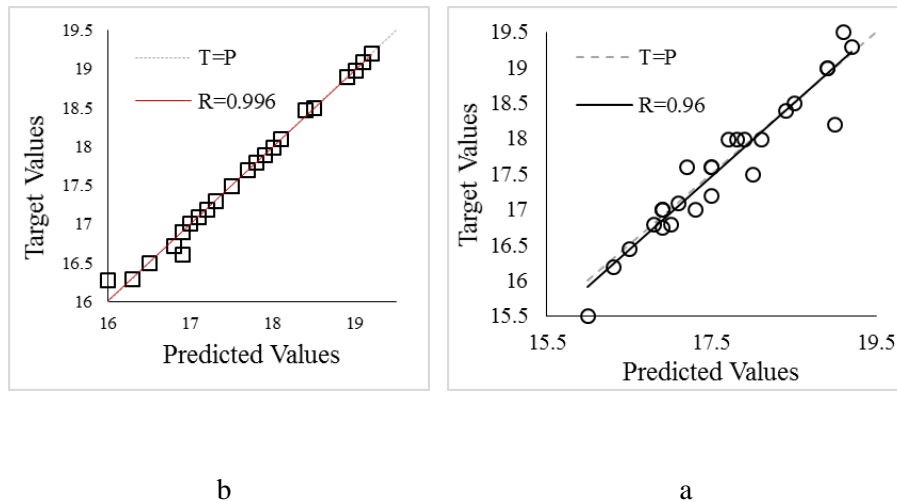 19.5
19
18.5
18
17.5
17
16.5
16
16
17
18
19
Target Values
Predicted Values
T=P
R=0.996
19.5
19
18.5
18
17.5
17
16.5
16
15.5
15.5
17.5
19.5
Target Values
Predicted Values
T=P
R=0.96
b
a